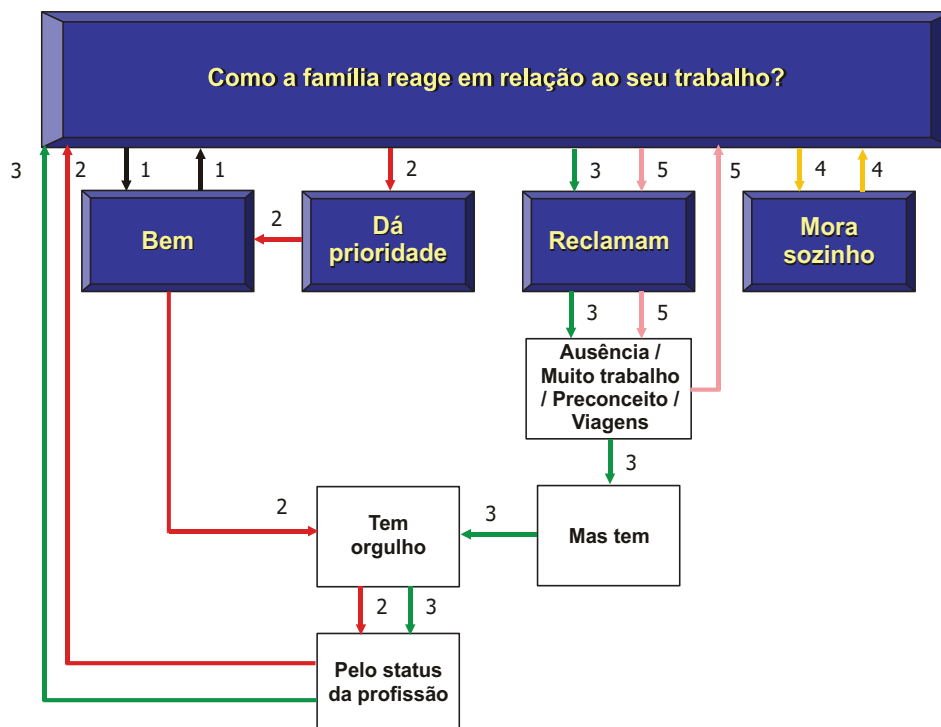 Como a família reage em relação ao seu trabalho?
3
2
1
1
2
3
5
5
4
4
Bem
2
Dá
prioridade
Reclamam
Mora
sozinho
3
5
Ausência /
Muito trabalho
/ Preconceito /
Viagens
3
2
Tem
orgulho
3
Mas tem
2
3
Pelo status
da profissão